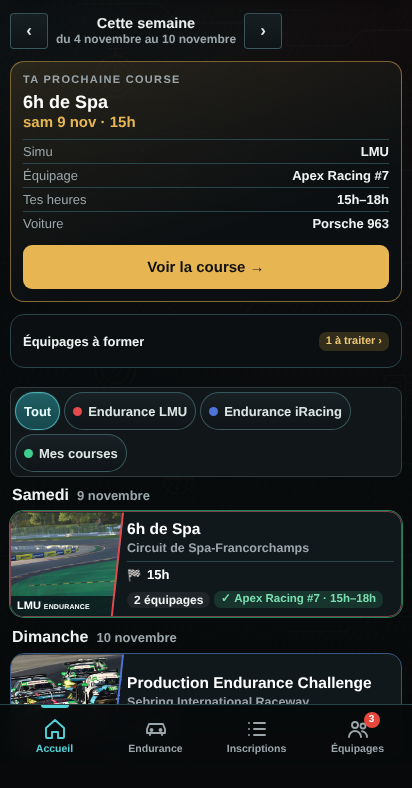 ‹
Cette semaine
du 4 novembre au 10 novembre
›
TA PROCHAINE COURSE
6h de Spa
sam 9 nov · 15h
Simu LMU
Équipage Apex Racing #7
Tes heures 15h–18h
Voiture Porsche 963
Voir la course →
Équipages à former 1 à traiter ›
Tout Endurance LMU Endurance iRacing
Mes courses
Samedi 9 novembre
6h de Spa
Circuit de Spa-Francorchamps
15h
2 équipages ✓ Apex Racing #7 · 15h–18h
LMU ENDURANCE
Dimanche 10 novembre
Production Endurance Challenge
Sebring International Raceway
3
Accueil Endurance Inscriptions Équipages